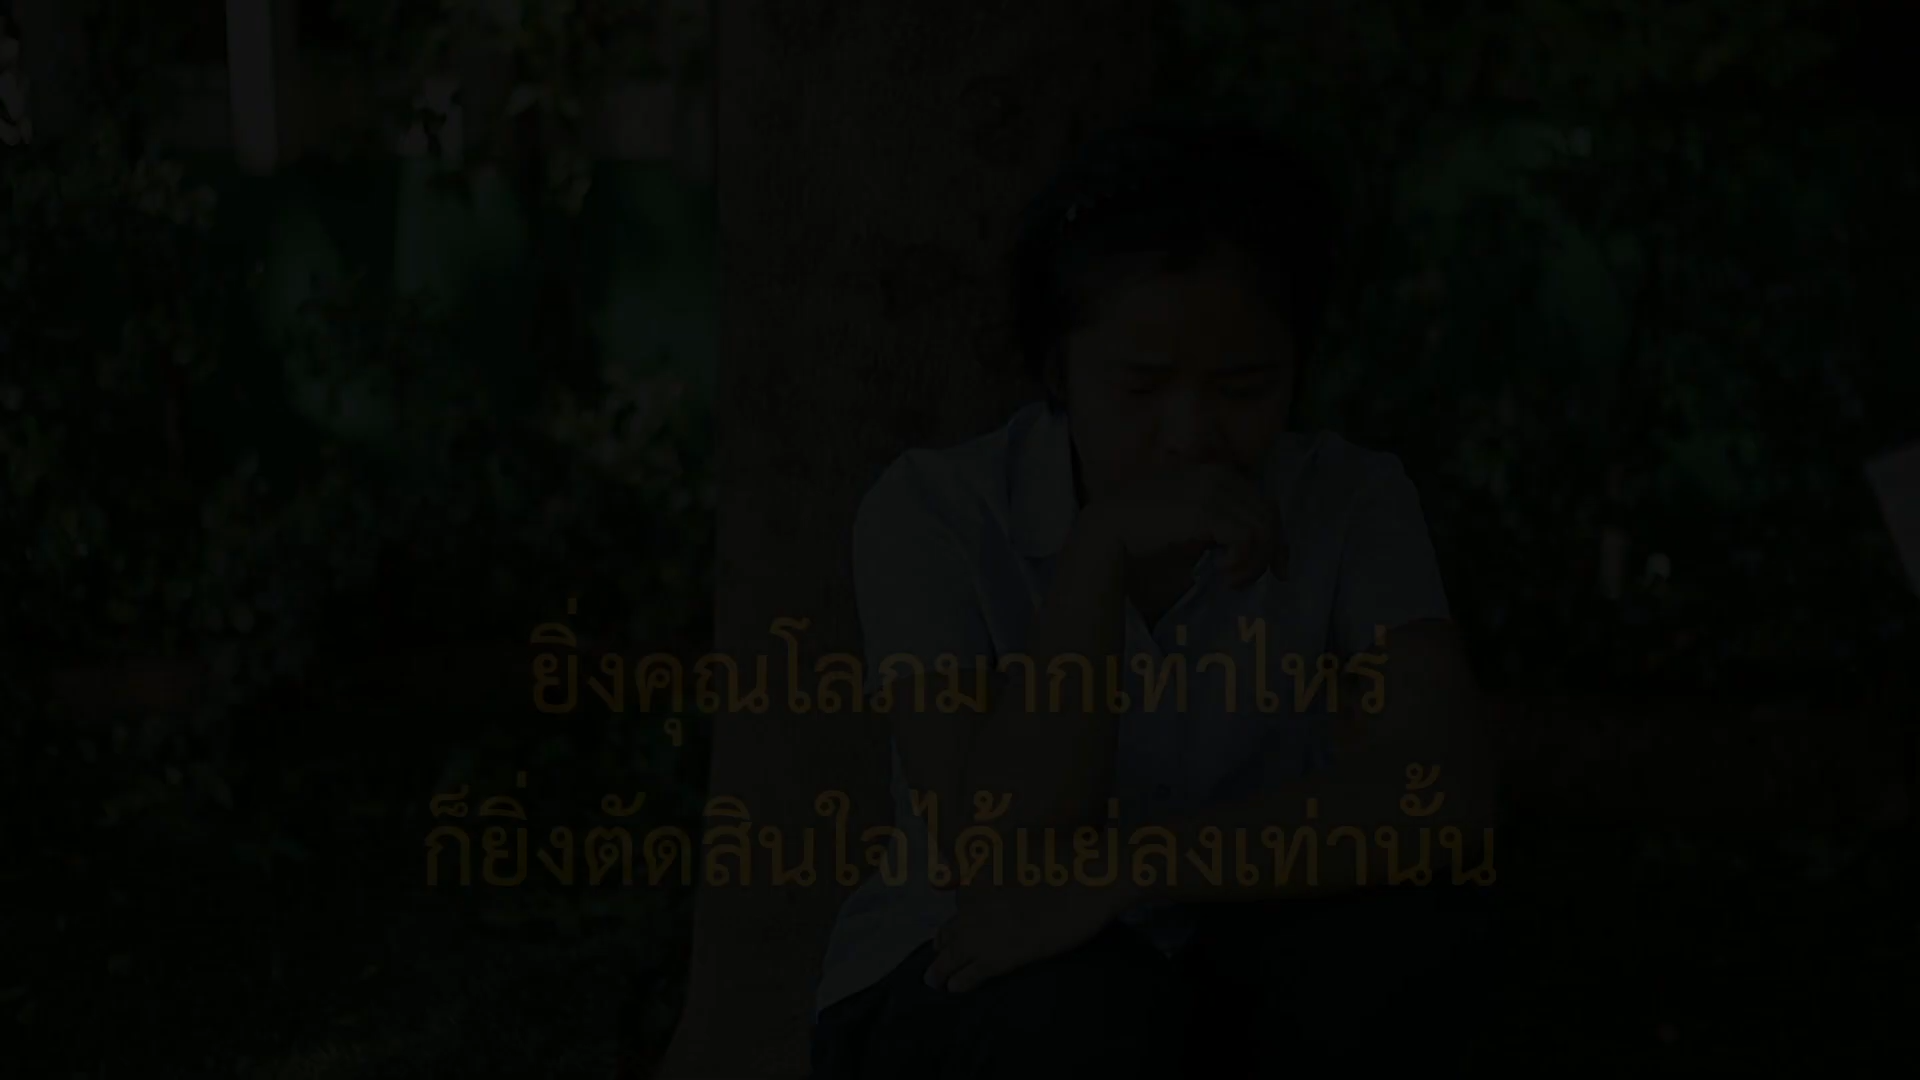 ยิ่งคุณโลภมากเท่าไหร่
ก็ยิ่งตัดสินใจได้แย่ลงเท่านั้น